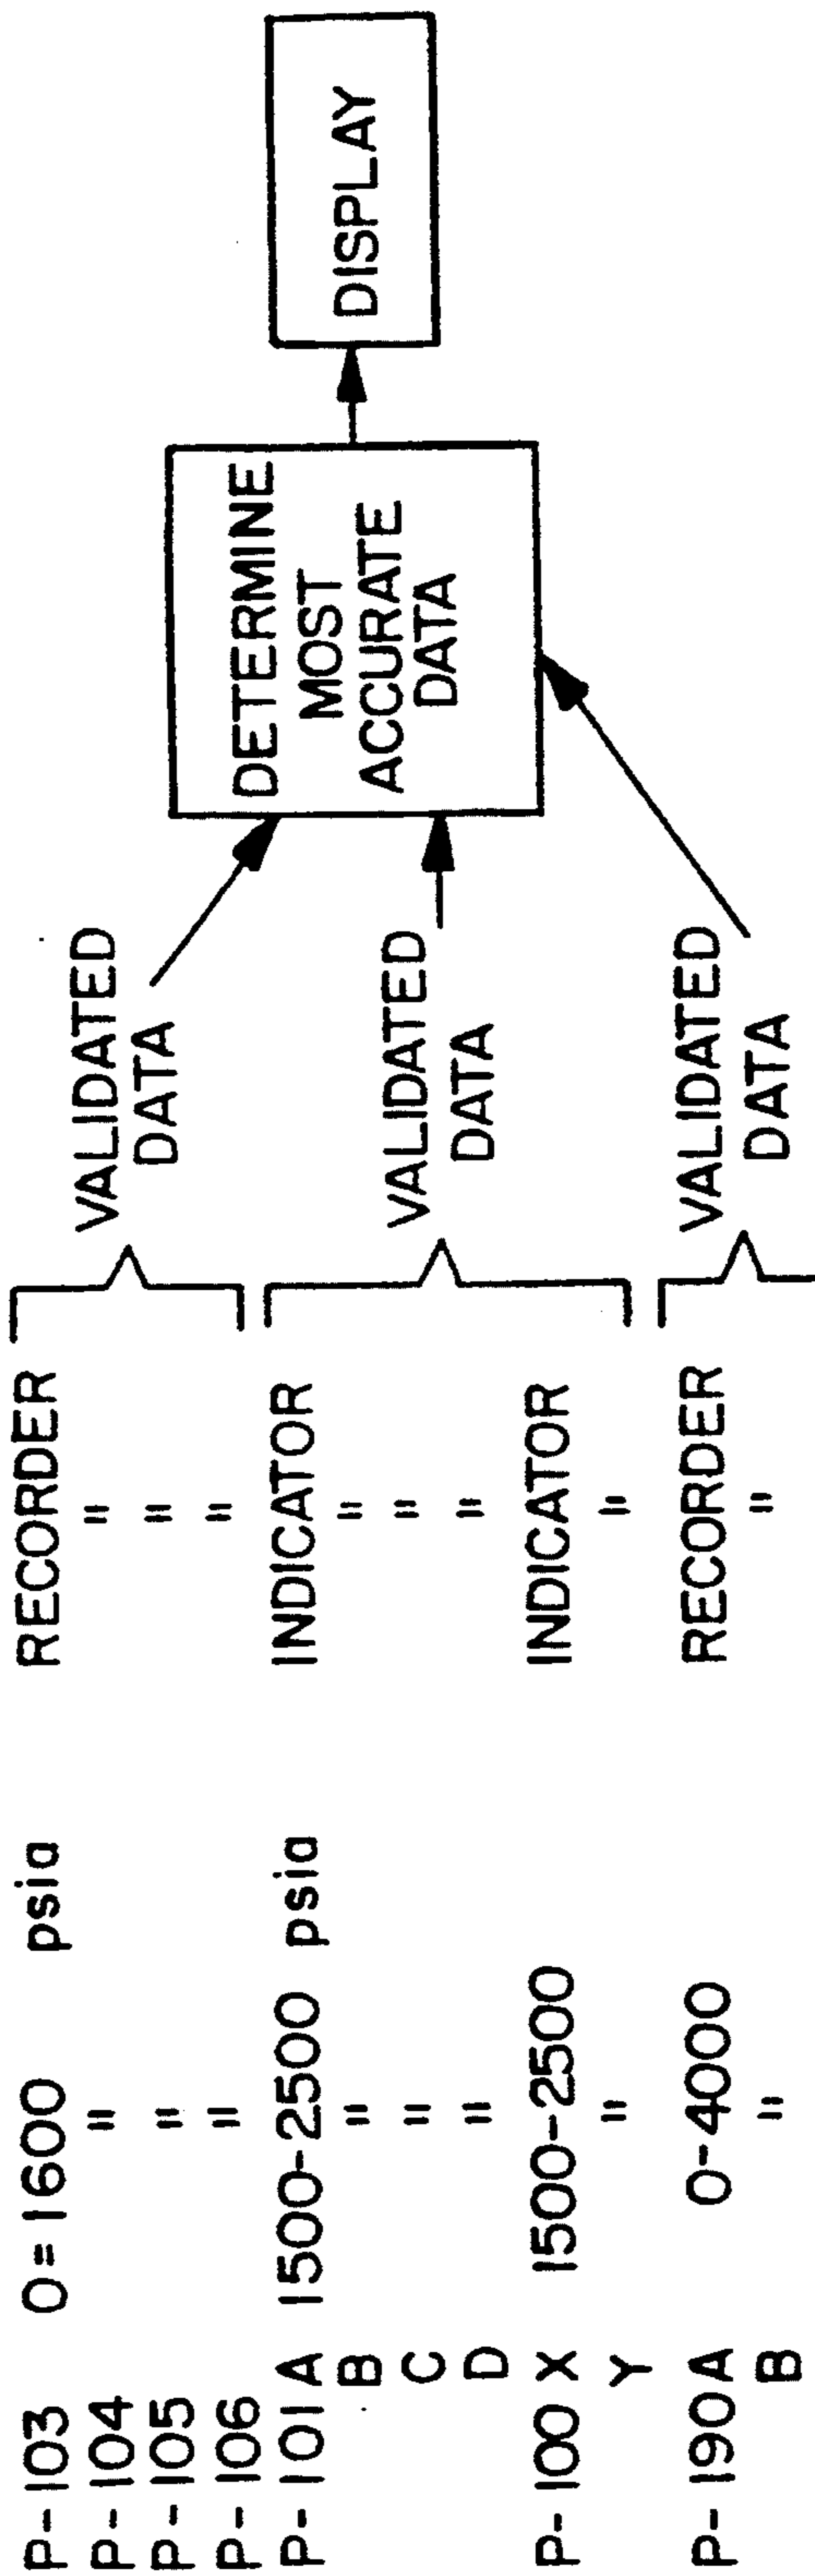 P-103 0=1600 psia RECORDER
P-104 " "
P-105 " "
P-106 " "
P-101 A 1500-2500 psia INDICATOR
B " "
C " "
D " "
P-100 X 1500-2500 INDICATOR
Y " "
P-190 A 0-4000 RECORDER
B " "
VALIDATED
DATA
VALIDATED
DATA
VALIDATED
DATA
DETERMINE
MOST
ACCURATE
DATA
DISPLAY